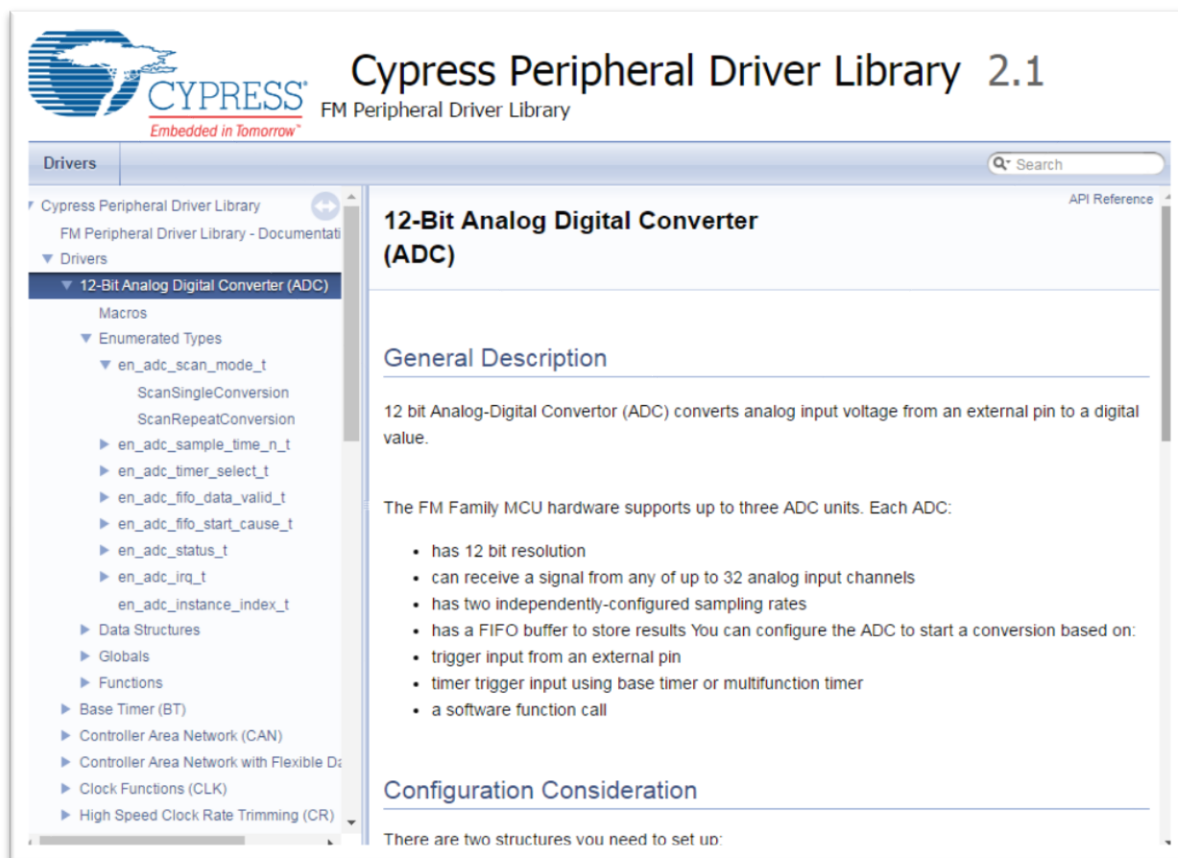 CYPRESS
Embedded in Tomorrow™
Cypress Peripheral Driver Library 2.1
FM Peripheral Driver Library
Drivers
Search
Cypress Peripheral Driver Library
FM Peripheral Driver Library - Documentati
Drivers
12-Bit Analog Digital Converter (ADC)
Macros
Enumerated Types
en_adc_scan_mode_t
ScanSingleConversion
ScanRepeatConversion
en_adc_sample_time_n_t
en_adc_timer_select_t
en_adc_fifo_data_valid_t
en_adc_fifo_start_cause_t
en_adc_status_t
en_adc_irq_t
en_adc_instance_index_t
Data Structures
Globals
Functions
Base Timer (BT)
Controller Area Network (CAN)
Controller Area Network with Flexible Da
Clock Functions (CLK)
High Speed Clock Rate Trimming (CR)
API Reference
12-Bit Analog Digital Converter
(ADC)
General Description
12 bit Analog-Digital Convertor (ADC) converts analog input voltage from an external pin to a digital
value.
The FM Family MCU hardware supports up to three ADC units. Each ADC:
• has 12 bit resolution
• can receive a signal from any of up to 32 analog input channels
• has two independently-configured sampling rates
• has a FIFO buffer to store results You can configure the ADC to start a conversion based on:
• trigger input from an external pin
• timer trigger input using base timer or multifunction timer
• a software function call
Configuration Consideration
There are two structures you need to set up: